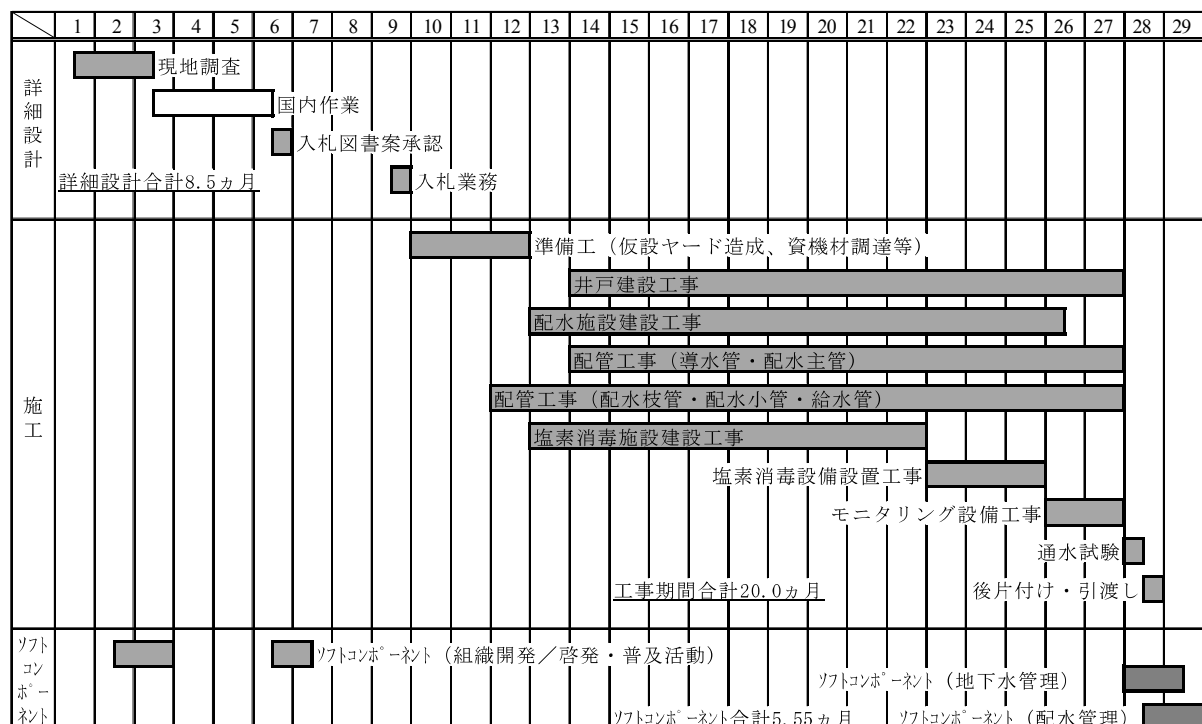 1 2 3 4 5 6 7 8 9 10 11 12 13 14 15 16 17 18 19 20 21 22 23 24 25 26 27 28 29
詳細設計
現地調査
国内作業
入札図書案承認
詳細設計合計8.5ヵ月
入札業務
施工
準備工（仮設ヤード造成、資機材調達等）
井戸建設工事
配水施設建設工事
配管工事（導水管・配水主管）
配管工事（配水枝管・配水小管・給水管）
塩素消毒施設建設工事
塩素消毒設備設置工事
モニタリング設備工事
通水試験
工事期間合計20.0ヵ月
後片付け・引渡し
ｿﾌﾄｺﾝﾎﾟｰﾈﾝﾄ
ｿﾌﾄｺﾝﾎﾟｰﾈﾝﾄ（組織開発／啓発・普及活動）
ｿﾌﾄｺﾝﾎﾟｰﾈﾝﾄ（地下水管理）
ｿﾌﾄｺﾝﾎﾟｰﾈﾝﾄ合計5.55ヵ月 ｿﾌﾄｺﾝﾎﾟｰﾈﾝﾄ（配水管理）